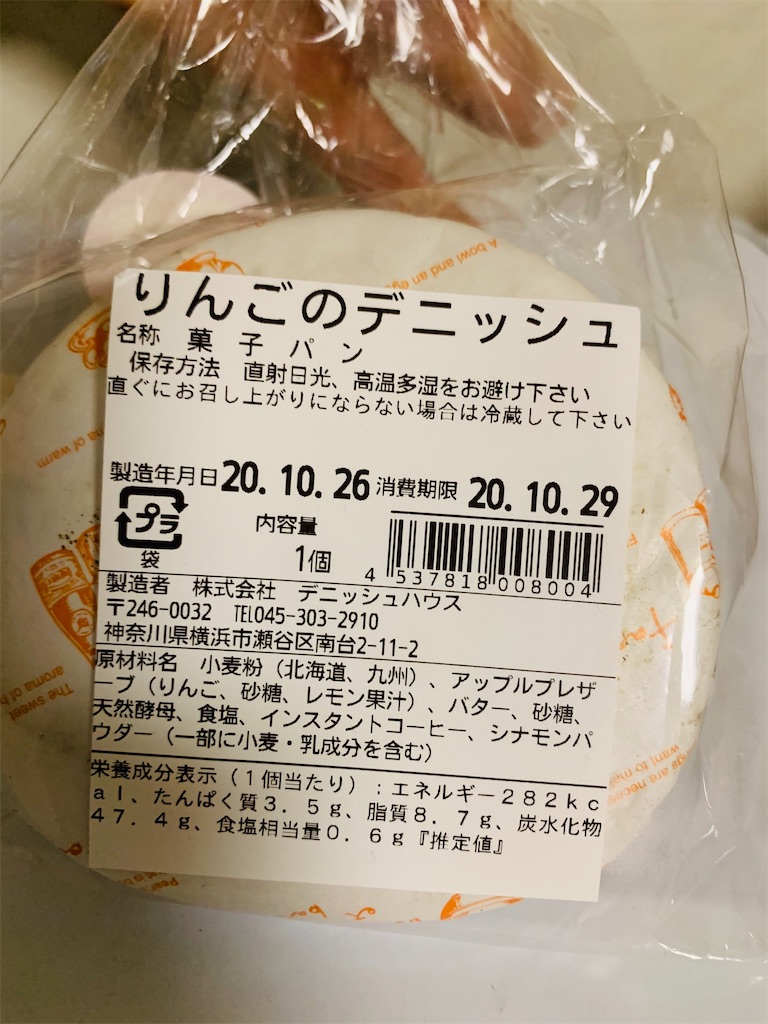 A bowl and an egg
りんごのデニッシュ
名称 菓子パン
保存方法 直射日光、高温多湿をお避け下さい
直ぐにお召し上がりにならない場合は冷蔵して下さい
製造年月日 20.10.26 消費期限 20.10.29
プラ
袋
内容量
1個
4 537818 008004
製造者 株式会社 デニッシュハウス
〒246-0032 TEL045-303-2910
神奈川県横浜市瀬谷区南台2-11-2
原材料名 小麦粉(北海道、九州)、アップルプレザ
ーブ(りんご、砂糖、レモン果汁)、バター、砂糖、
天然酵母、食塩、インスタントコーヒー、シナモンパ
ウダー(一部に小麦・乳成分を含む)
栄養成分表示(1個当たり):エネルギー282kc
al、たんぱく質3.5g、脂質8.7g、炭水化物
47.4g、食塩相当量0.6g『推定値』
of warm
The sweet
aroma of